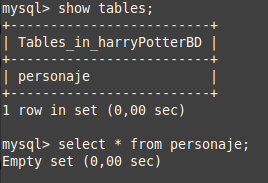 mysql> show tables;
+------------------------+
| Tables_in_harryPotterBD |
+------------------------+
| personaje               |
+------------------------+
1 row in set (0,00 sec)
mysql> select * from personaje;
Empty set (0,00 sec)